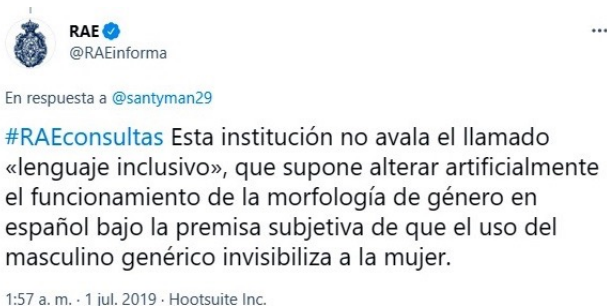 RAE
@RAEinforma
En respuesta a @santyman29
#RAEconsultas Esta institución no avala el llamado
«lenguaje inclusivo», que supone alterar artificialmente
el funcionamiento de la morfología de género en
español bajo la premisa subjetiva de que el uso del
masculino genérico invisibiliza a la mujer.
1:57 a. m. · 1 jul. 2019 · Hootsuite Inc.